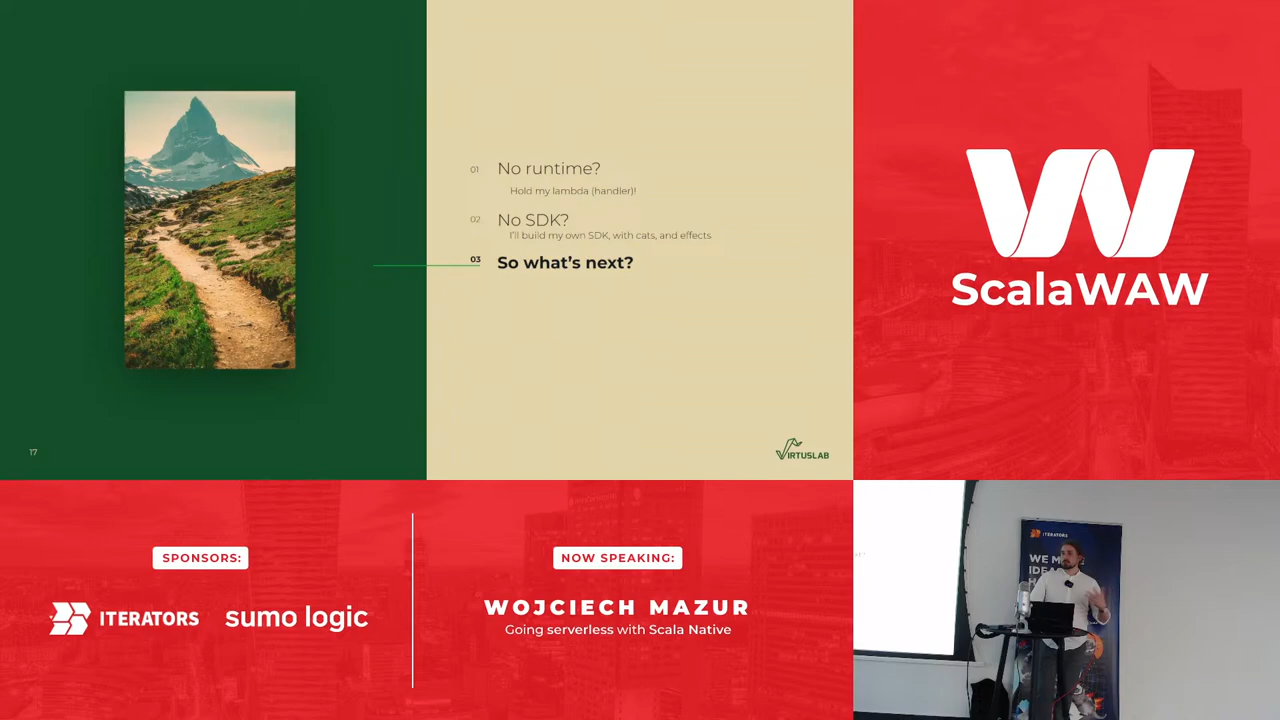 01 No runtime?
Hold my lambda (handler)!
02 No SDK?
I'll build my own SDK, with cats, and effects
03 So what's next?
17
VIRTUSLAB
ScalaWAW
SPONSORS:
ITERATORS
sumo logic
NOW SPEAKING:
WOJCIECH MAZUR
Going serverless with Scala Native
ITERATORS